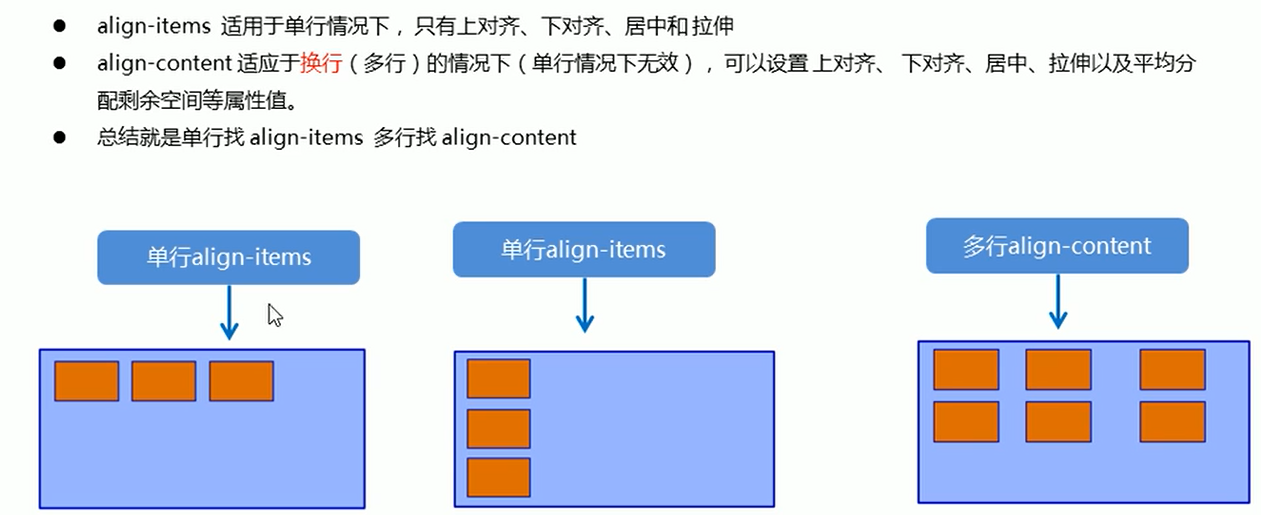 ● align-items 适用于单行情况下，只有上对齐、下对齐、居中和 拉伸
● align-content 适应于换行（多行）的情况下（单行情况下无效），可以设置 上对齐、 下对齐、居中、拉伸以及平均分
配剩余空间等属性值。
● 总结就是单行找 align-items 多行找 align-content
单行align-items
单行align-items
多行align-content